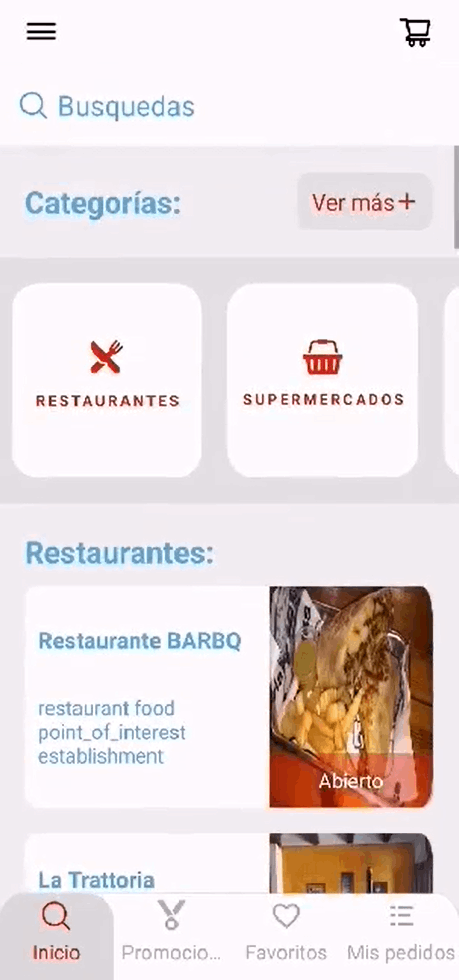 Busquedas
Categorías:
Ver más+
RESTAURANTES
SUPERMERCADOS
Restaurantes:
Restaurante BARBQ
restaurant food
point_of_interest
establishment
Abierto
La Trattoria
Inicio
Promocio...
Favoritos
Mis pedidos